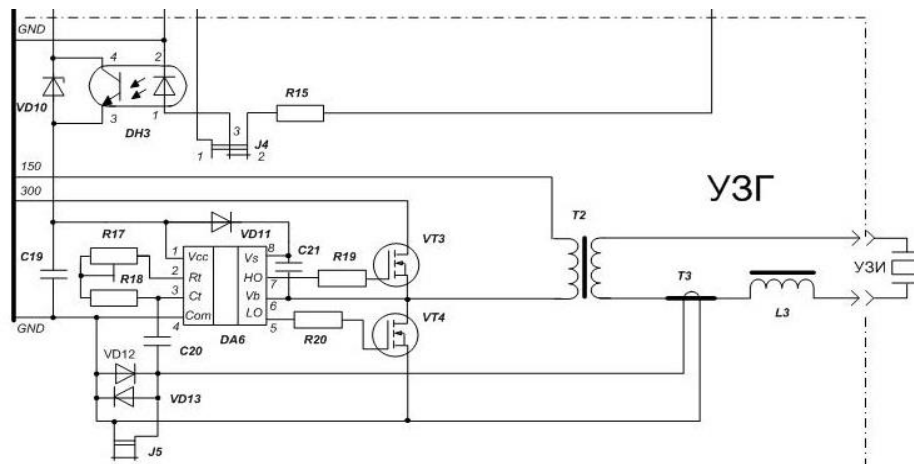 GND
4
2
VD10
3
1
DH3
R15
3
J4
1
2
150
300
УЗГ
T2
VD11
VT3
R17
C19
R18
1 Vcc
Vs 8
C21
R19
2 Rt
HO 7
3 Ct
Vb 6
4 Com
LO 5
T3
УЗИ
L3
VT4
GND
C20
DA6
R20
VD12
VD13
J5